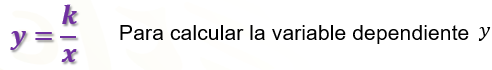 y = k/x Para calcular la variable dependiente y